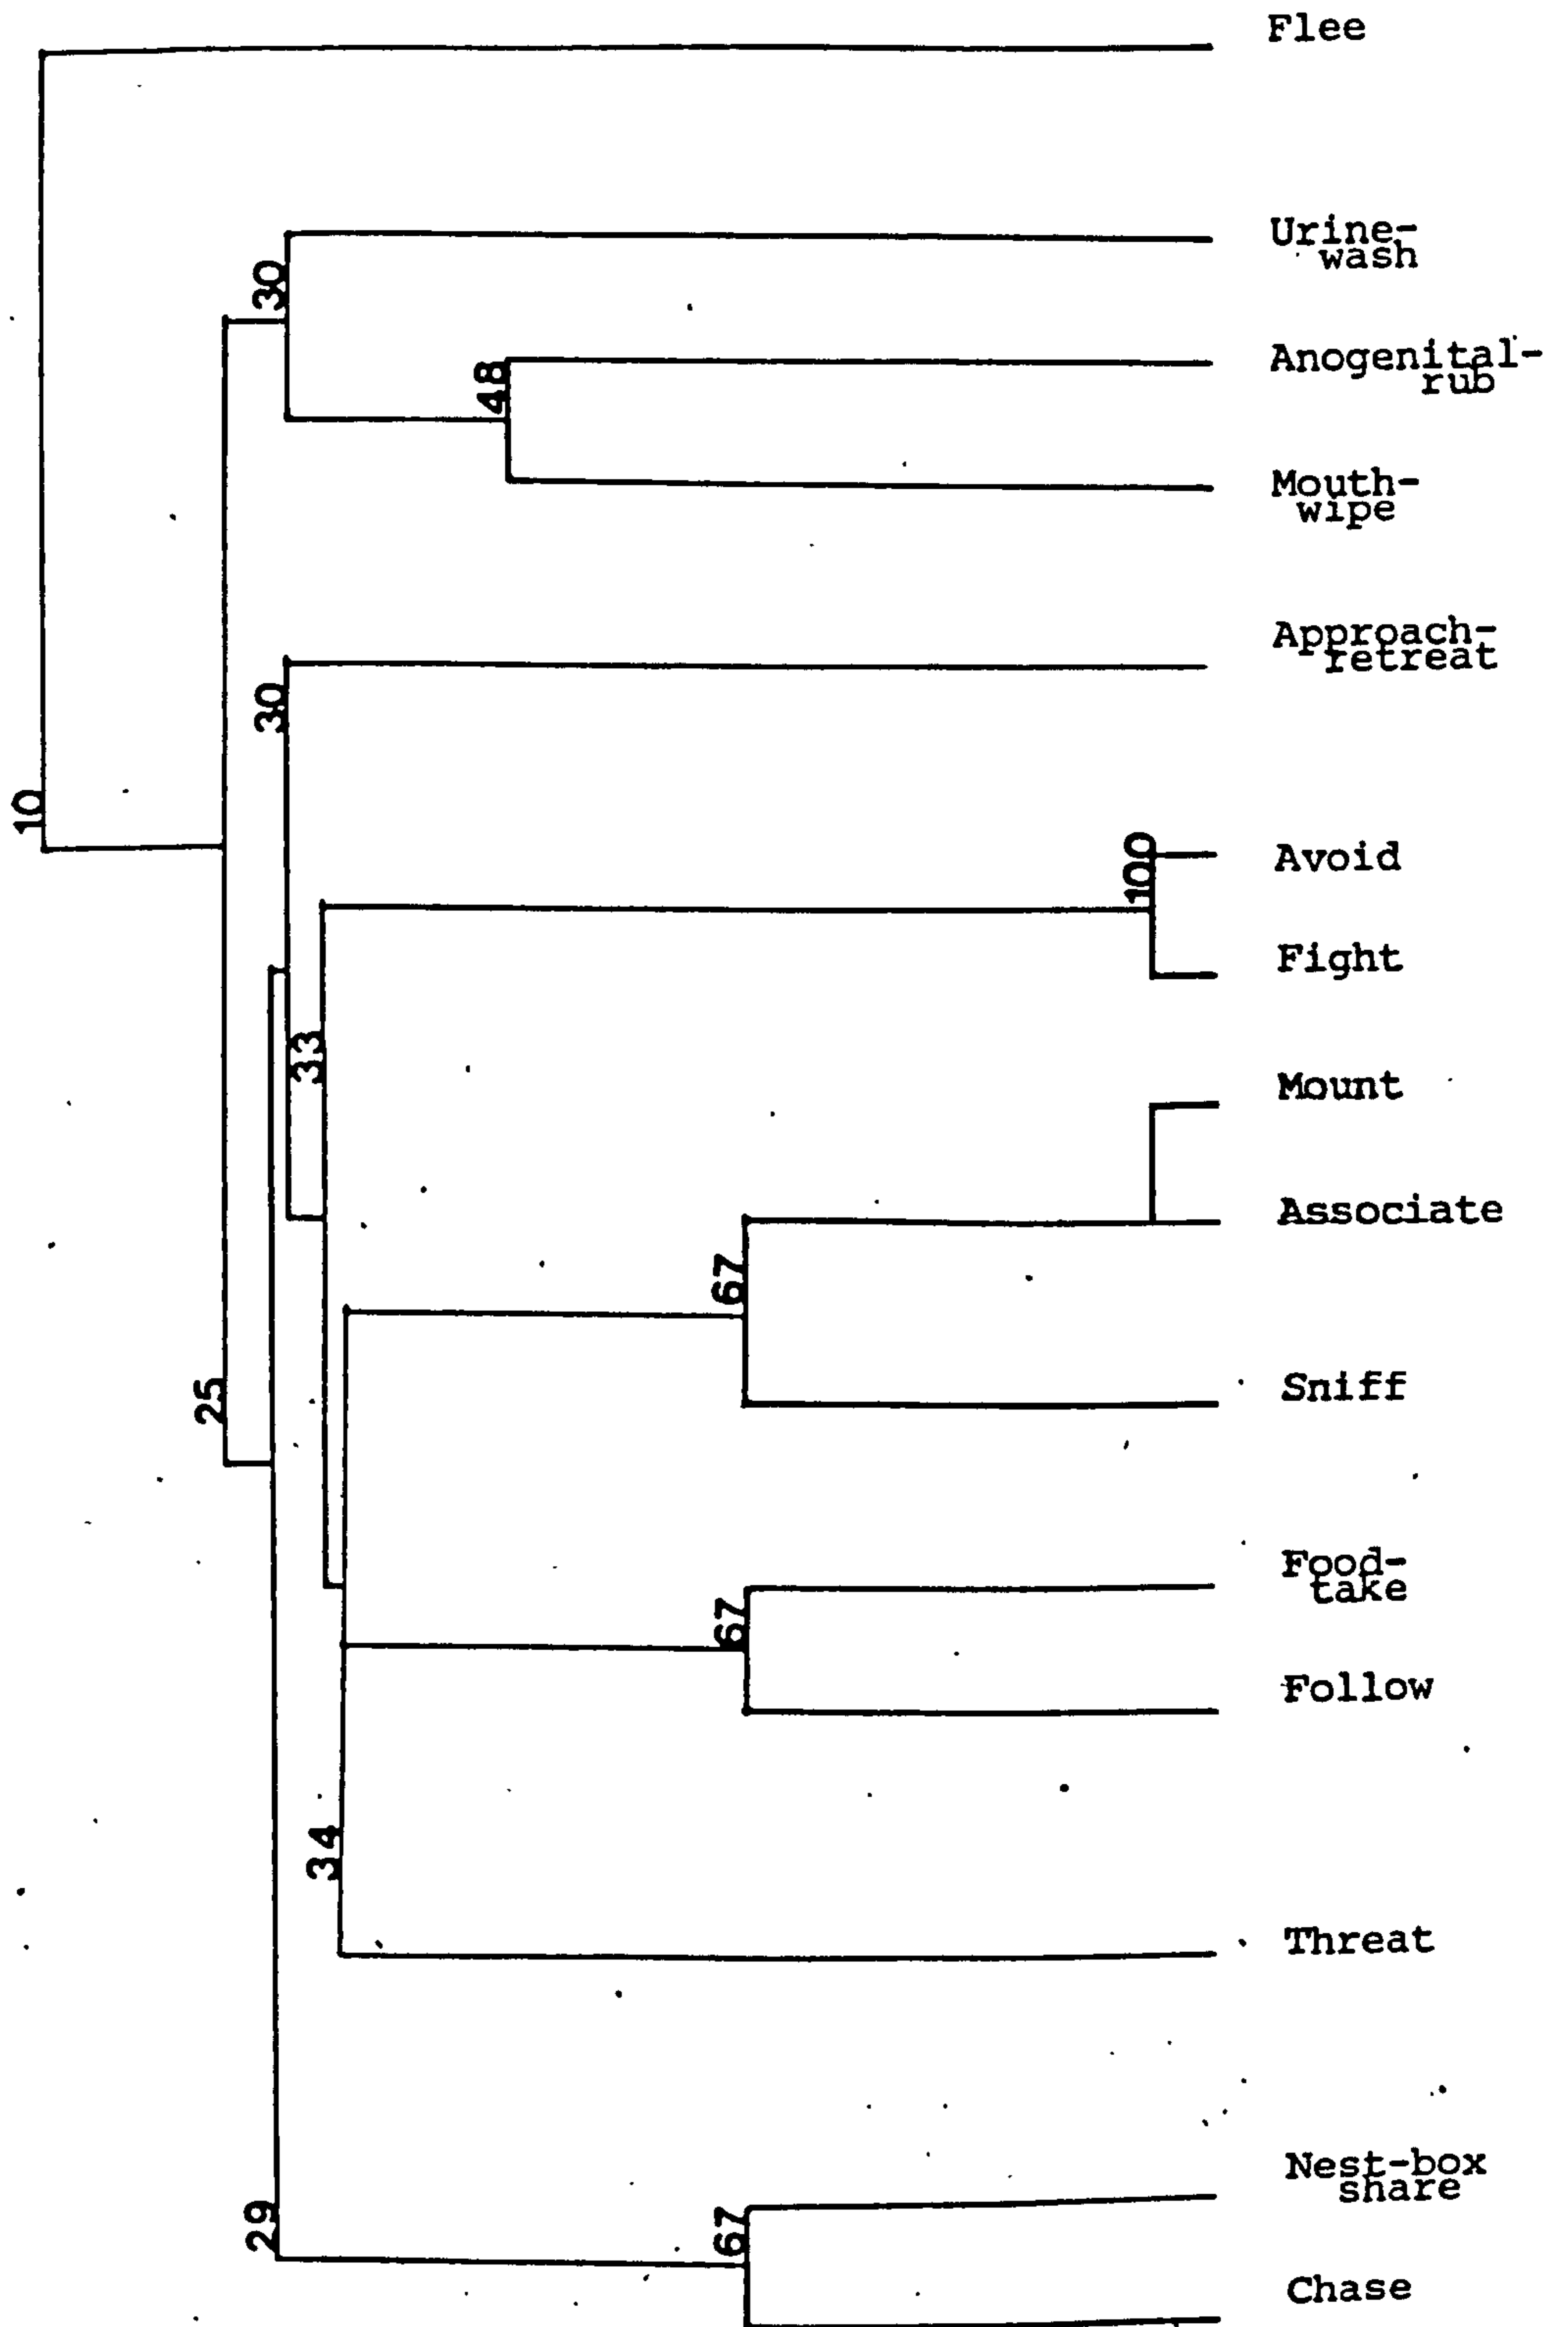 Flee
Urine-
wash
30
Anogenital-
rub
48
Mouth-
wipe
Approach-
retreat
30
10
Avoid
100
Fight
33
Mount
Associate
67
Sniff
25
Food-
take
67
Follow
34
Threat
Nest-box
share
29
67
Chase